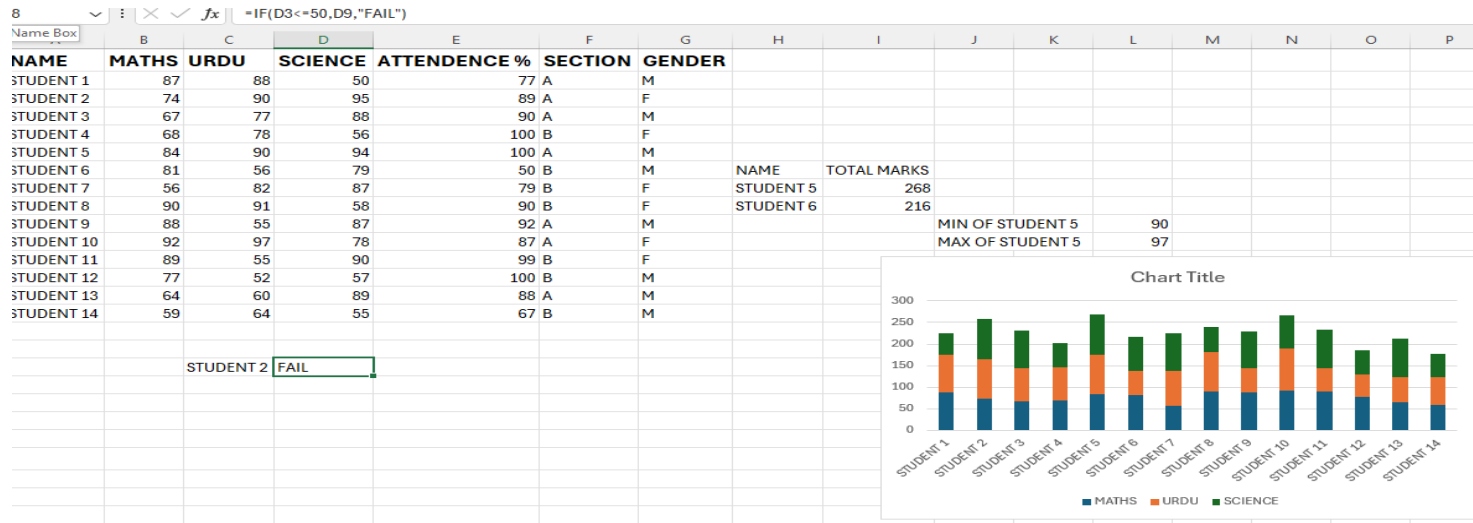 8 fx =IF(D3<=50,D9,"FAIL")
Name Box
B C D E F G H I J K L M N O P
NAME MATHS URDU SCIENCE ATTENDENCE % SECTION GENDER
STUDENT 1 87 88 50 77 A M
STUDENT 2 74 90 95 89 A F
STUDENT 3 67 77 88 90 A M
STUDENT 4 68 78 56 100 B F
STUDENT 5 84 90 94 100 A M
STUDENT 6 81 56 79 50 B M NAME TOTAL MARKS
STUDENT 7 56 82 87 79 B F STUDENT 5 268
STUDENT 8 90 91 58 90 B F STUDENT 6 216
STUDENT 9 88 55 87 92 A M MIN OF STUDENT 5 90
STUDENT 10 92 97 78 87 A F MAX OF STUDENT 5 97
STUDENT 11 89 55 90 99 B F
STUDENT 12 77 52 57 100 B M
STUDENT 13 64 60 89 88 A M
STUDENT 14 59 64 55 67 B M
STUDENT 2 FAIL
Chart Title
300
250
200
150
100
50
0
STUDENT 1 STUDENT 2 STUDENT 3 STUDENT 4 STUDENT 5 STUDENT 6 STUDENT 7 STUDENT 8 STUDENT 9 STUDENT 10 STUDENT 11 STUDENT 12 STUDENT 13 STUDENT 14
MATHS URDU SCIENCE